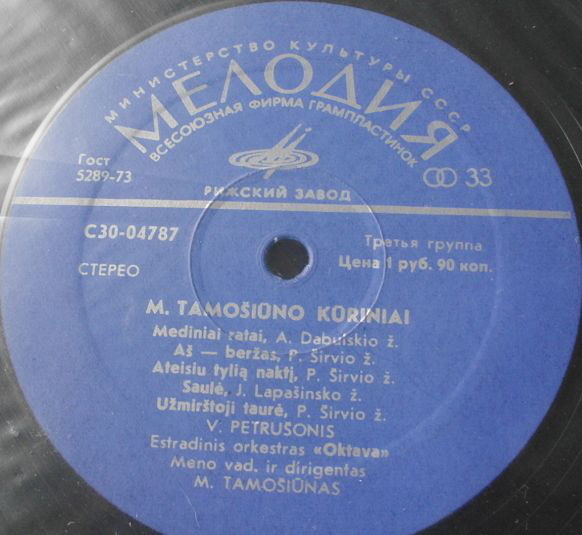 МИНИСТЕРСТВО КУЛЬТУРЫ СССР
МЕЛОДИЯ
ВСЕСОЮЗНАЯ ФИРМА ГРАМПЛАСТИНОК
Гост
5289-73
33
РИЖСКИЙ ЗАВОД
С30-04787
Третья группа
СТЕРЕО
Цена 1 руб. 90 коп.
M. TAMOŠIŪNO KŪRINIAI
Mediniai ratai, A. Dabulskio ž.
Aš — beržas, P. Širvio ž.
Ateisiu tylią naktį, P. Širvio ž.
Saulė, J. Lapašinsko ž.
Užmirštoji taurė, P. Širvio ž.
V. PETRUŠONIS
Estradinis orkestras «Oktava»
Meno vad. ir dirigentas
M. TAMOŠIŪNAS